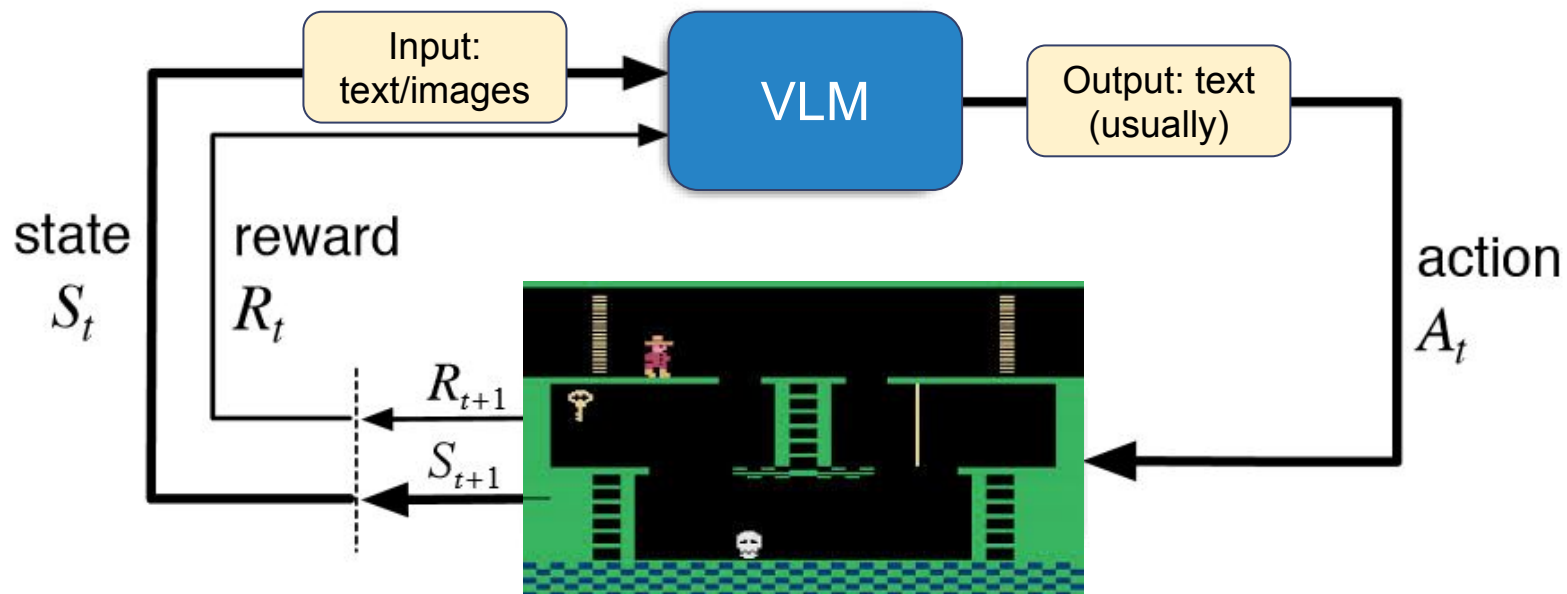 Input:
text/images
VLM
Output: text
(usually)
state
S_t
reward
R_t
action
A_t
R_{t+1}
S_{t+1}